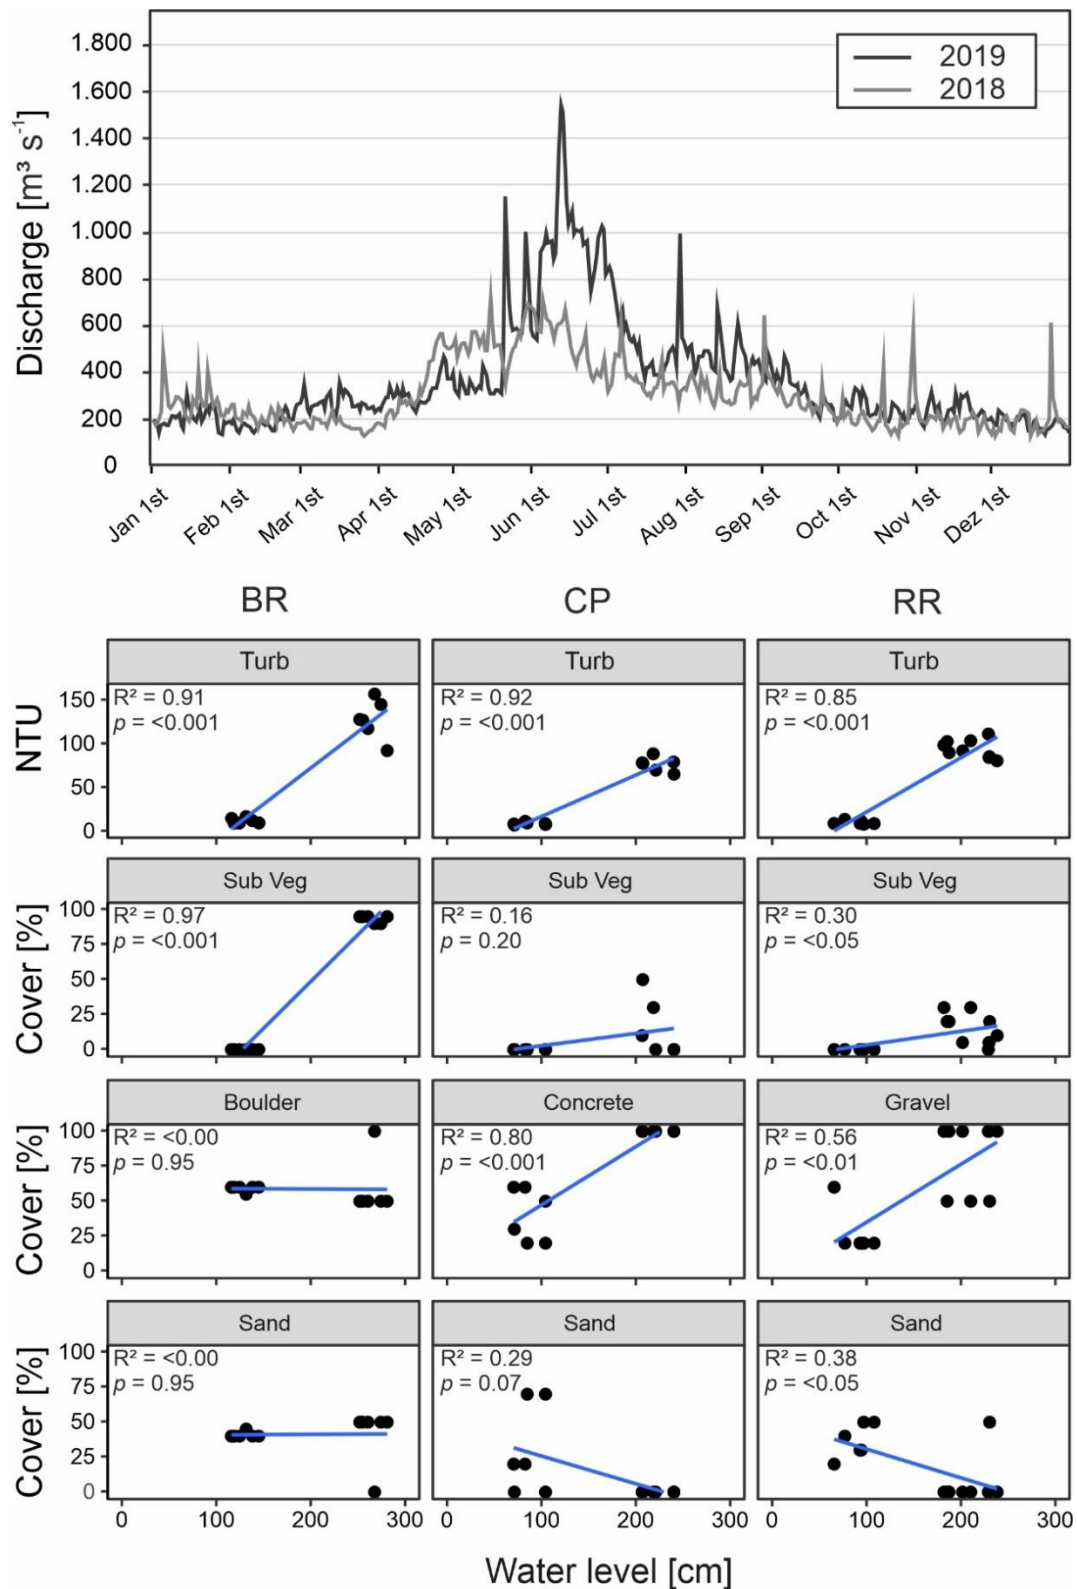 1.800
1.600
1.400
1.200
1.000
800
600
400
200
0
Discharge [m³ s⁻¹]
2019
2018
Jan 1st
Feb 1st
Mar 1st
Apr 1st
May 1st
Jun 1st
Jul 1st
Aug 1st
Sep 1st
Oct 1st
Nov 1st
Dez 1st
BR CP RR
Turb Turb Turb
NTU
150
100
50
0
R² = 0.91
p = <0.001
R² = 0.92
p = <0.001
R² = 0.85
p = <0.001
Sub Veg Sub Veg Sub Veg
Cover [%]
100
75
50
25
0
R² = 0.97
p = <0.001
R² = 0.16
p = 0.20
R² = 0.30
p = <0.05
Boulder Concrete Gravel
Cover [%]
100
75
50
25
0
R² = <0.00
p = 0.95
R² = 0.80
p = <0.001
R² = 0.56
p = <0.01
Sand Sand Sand
Cover [%]
100
75
50
25
0
R² = <0.00
p = 0.95
R² = 0.29
p = 0.07
R² = 0.38
p = <0.05
0 100 200 300 0 100 200 300 0 100 200 300
Water level [cm]